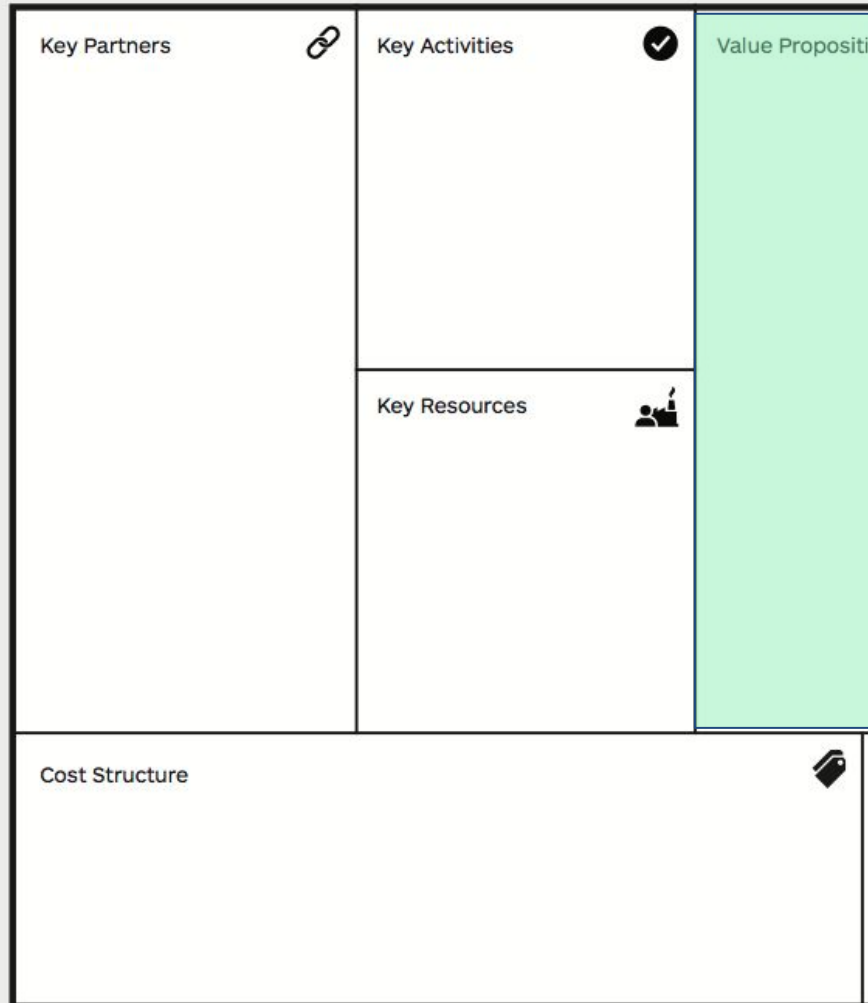 Key Partners
Key Activities
Value Propositi
Key Resources
Cost Structure